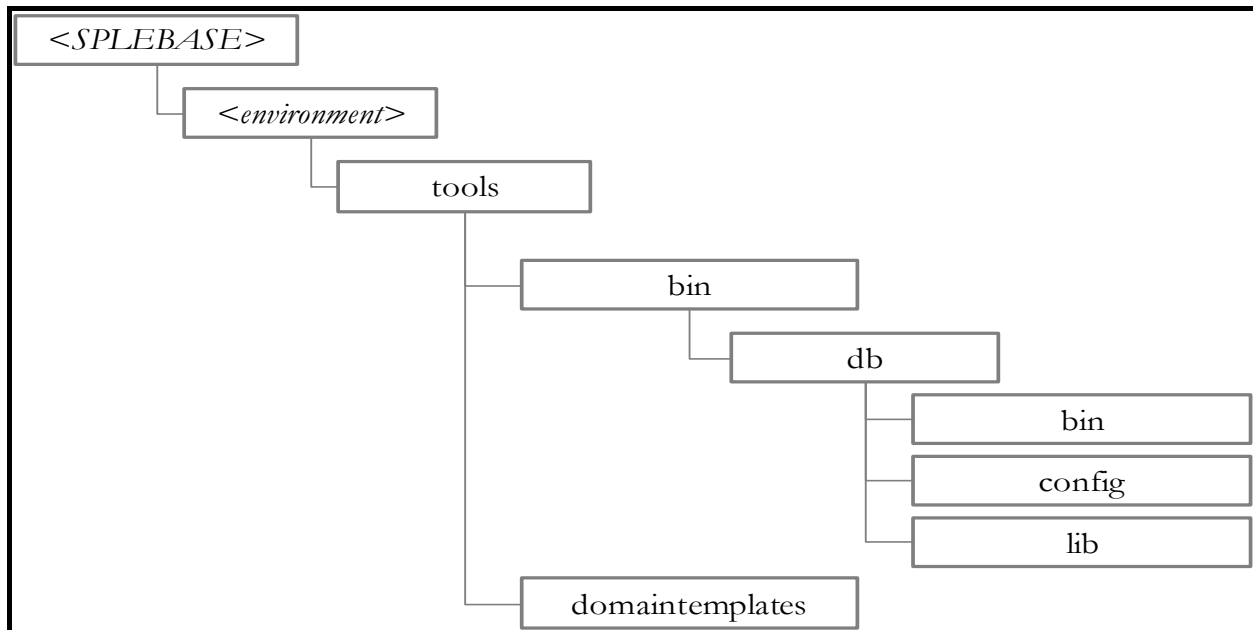 <SPLEBASE>
<environment>
tools
bin
db
bin
config
lib
domaintemplates